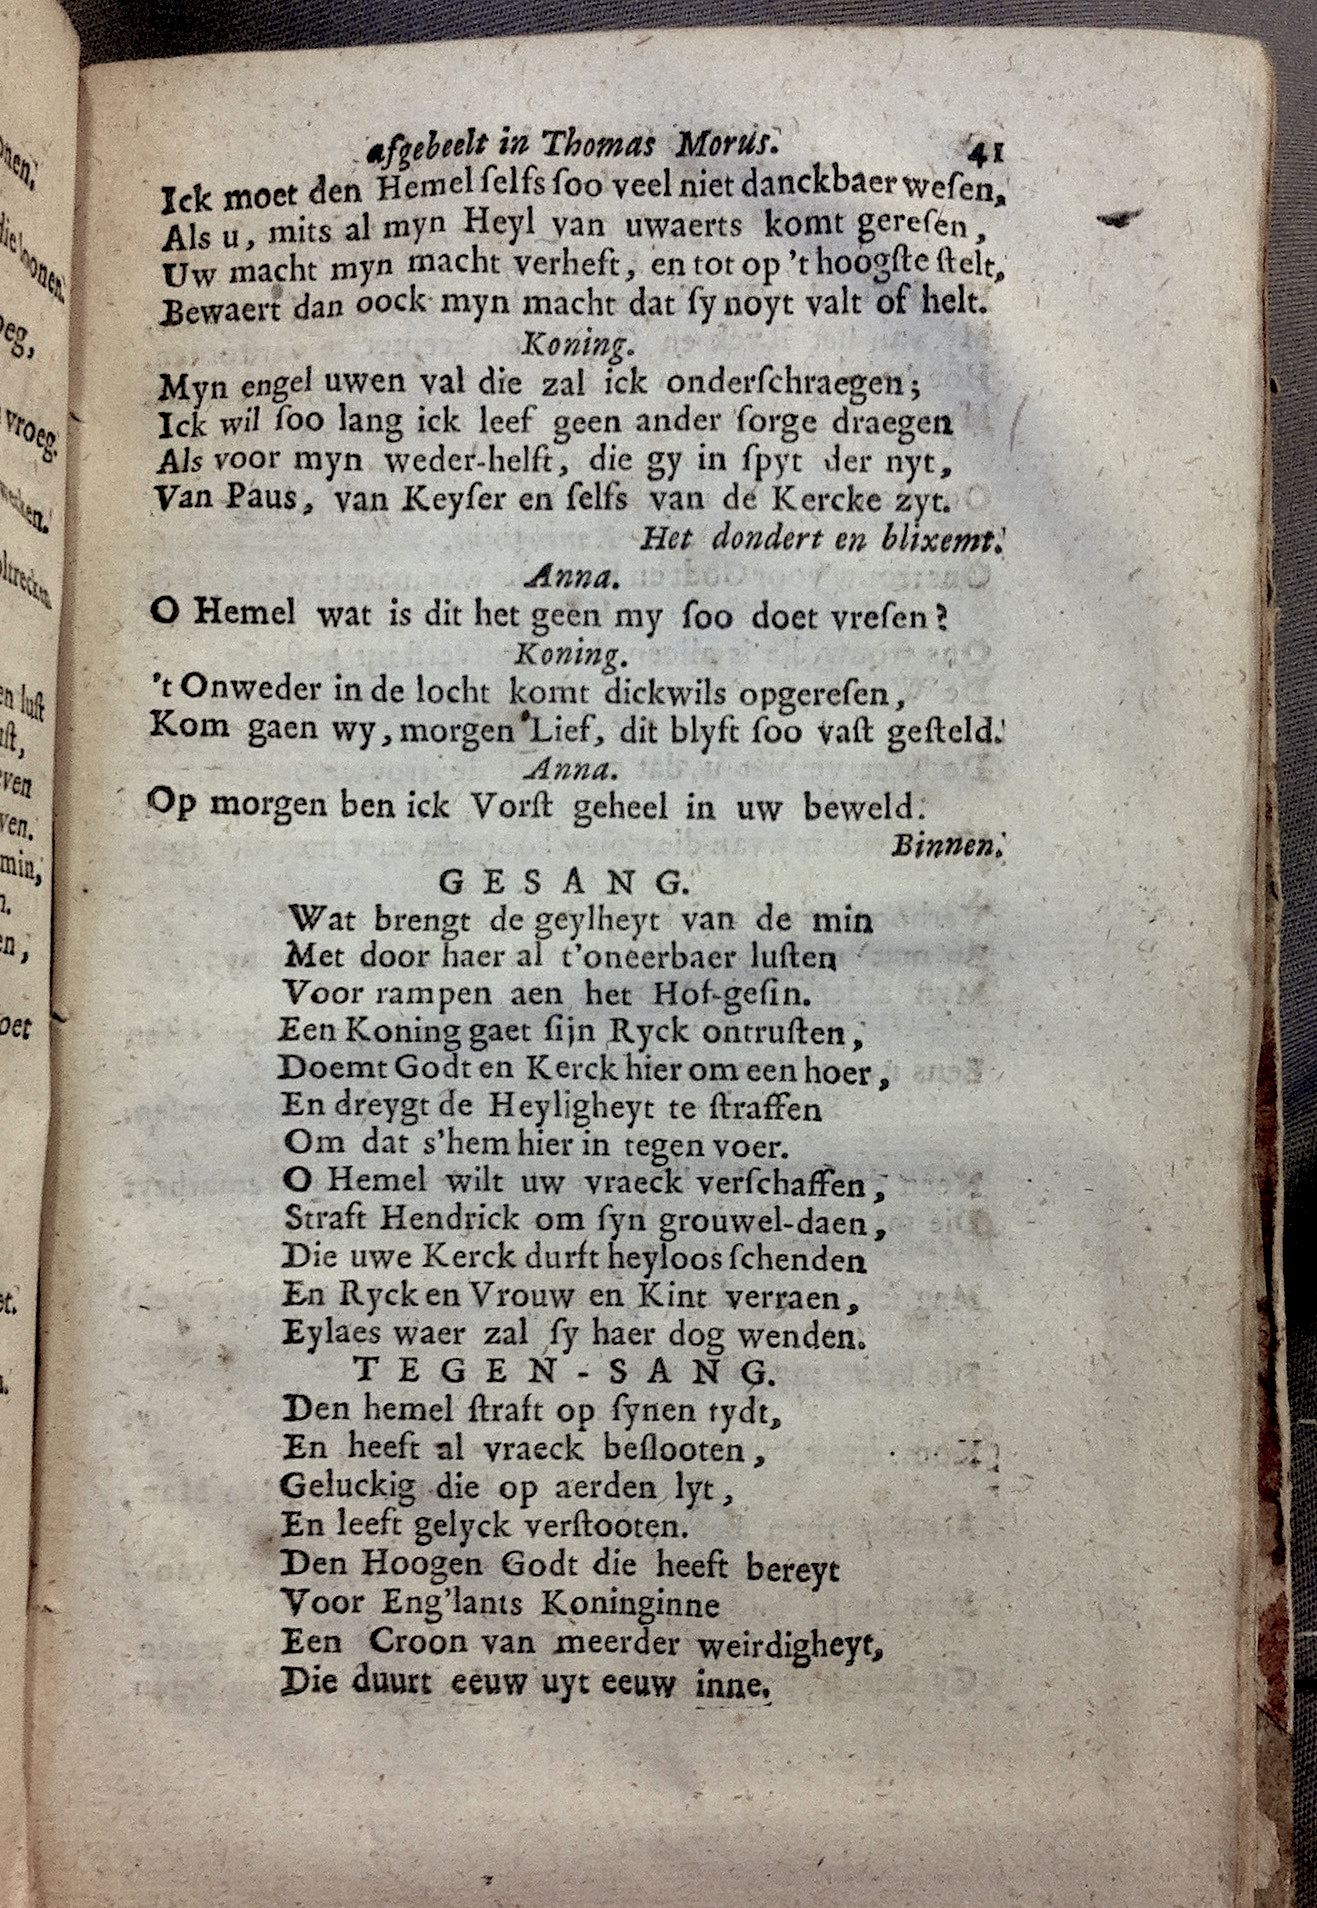 afgebeelt in Thomas Morus. 41
Ick moet den Hemel ſelfs ſoo veel niet danckbaer weſen,
Als u, mits al myn Heyl van uwaerts komt gereſen,
Uw macht myn macht verheft, en tot op 't hoogſte ſtelt,
Bewaert dan oock myn macht dat ſy noyt valt of helt.
Koning.
Myn engel uwen val die zal ick onderſchraegen;
Ick wil ſoo lang ick leef geen ander ſorge draegen
Als voor myn weder-helft, die gy in ſpyt der nyt,
Van Paus, van Keyſer en ſelfs van de Kercke zyt.
Het dondert en blixemt.
Anna.
O Hemel wat is dit het geen my ſoo doet vreſen?
Koning.
't Onweder in de locht komt dickwils opgereſen,
Kom gaen wy, morgen Lief, dit blyft ſoo vaſt geſteld.
Anna.
Op morgen ben ick Vorſt geheel in uw beweld.
Binnen.
GESANG.
Wat brengt de geylheyt van de min
Met door haer al t'oneerbaer luſten
Voor rampen aen het Hof-geſin.
Een Koning gaet ſijn Ryck ontruſten,
Doemt Godt en Kerck hier om een hoer,
En dreygt de Heyligheyt te ſtraffen
Om dat s'hem hier in tegen voer.
O Hemel wilt uw vraeck verſchaffen,
Straft Hendrick om ſyn grouwel-daen,
Die uwe Kerck durft heyloos ſchenden
En Ryck en Vrouw en Kint verraen,
Eylaes waer zal ſy haer dog wenden.
TEGEN-SANG.
Den hemel ſtraft op ſynen tydt,
En heeft al vraeck beſlooten,
Geluckig die op aerden lyt,
En leeft gelyck verſtooten.
Den Hoogen Godt die heeft bereyt
Voor Eng'lants Koninginne
Een Croon van meerder weirdigheyt,
Die duurt eeuw uyt eeuw inne.